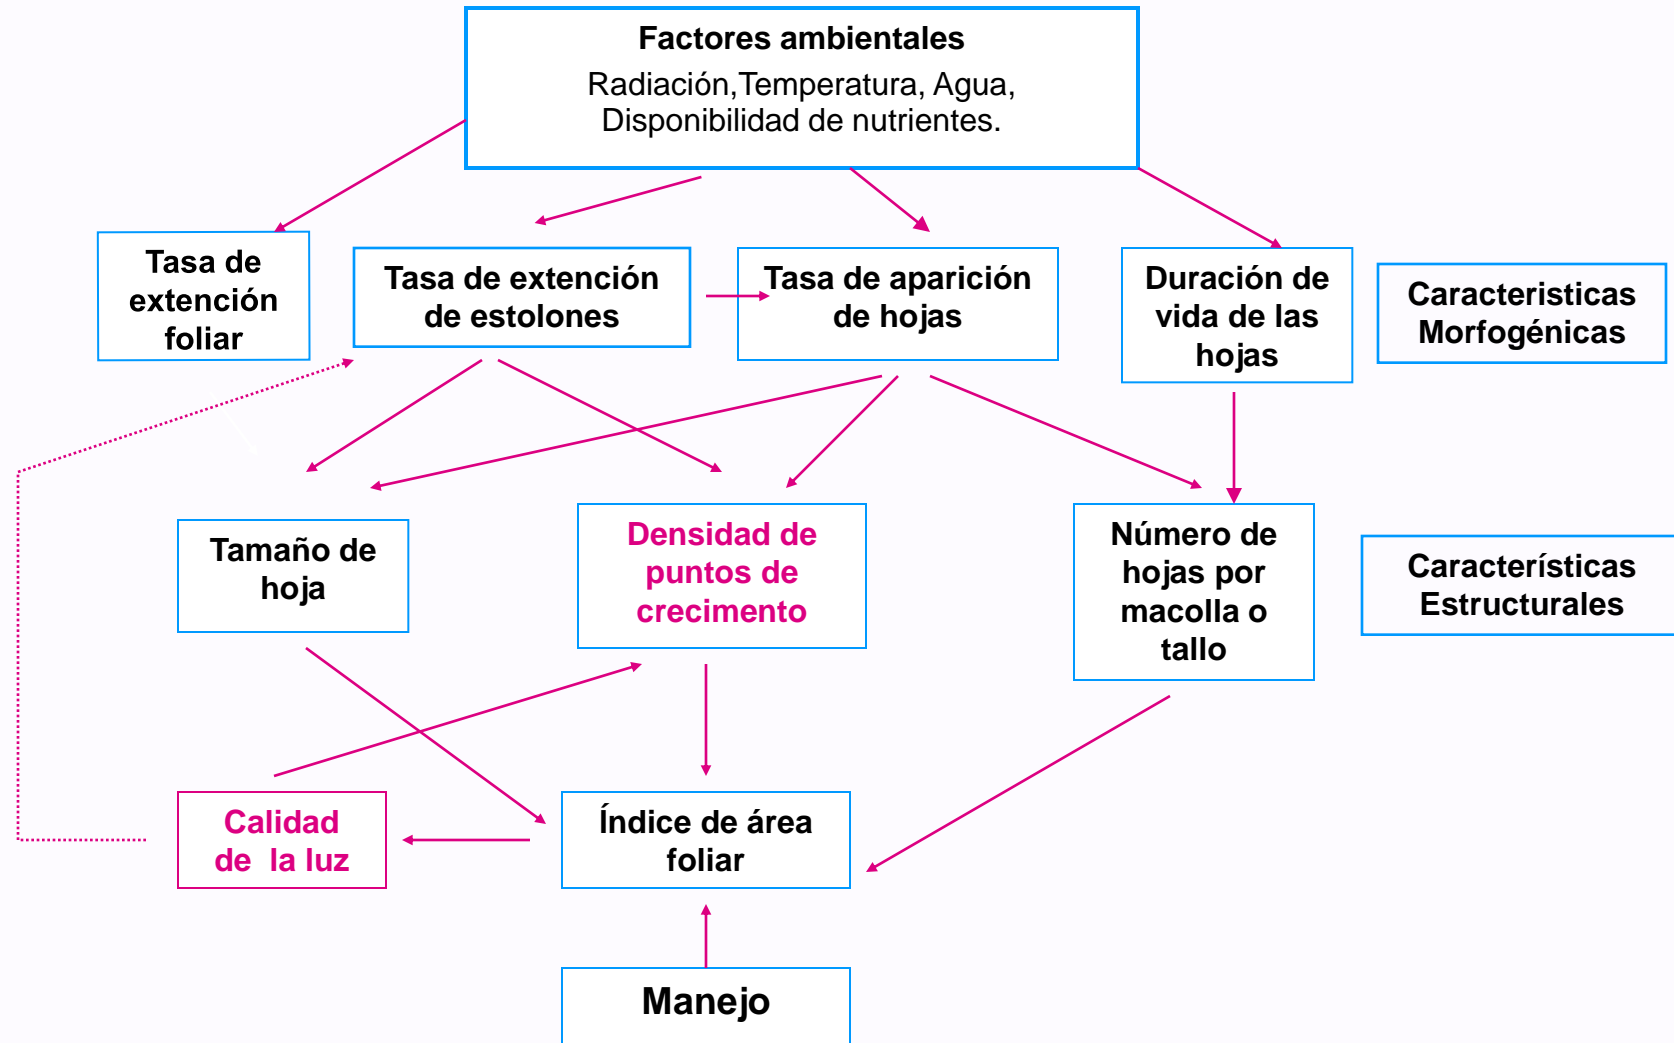 Factores ambientales
Radiación,Temperatura, Agua,
Disponibilidad de nutrientes.
Tasa de
extención
foliar
Tasa de extención
de estolones
Tasa de aparición
de hojas
Duración de
vida de las
hojas
Caracteristicas
Morfogénicas
Tamaño de
hoja
Densidad de
puntos de
crecimento
Número de
hojas por
macolla o
tallo
Características
Estructurales
Calidad
de la luz
Índice de área
foliar
Manejo